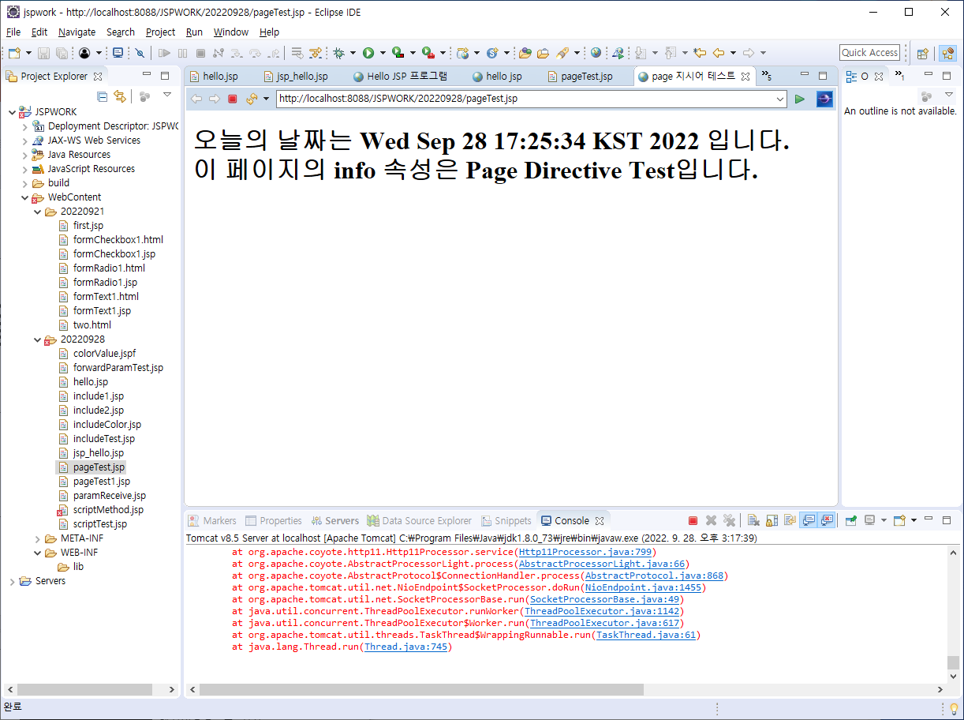 jspwork - http://localhost:8088/JSPWORK/20220928/pageTest.jsp - Eclipse IDE
File Edit Navigate Search Project Run Window Help
Quick Access
Project Explorer
hello.jsp jsp_hello.jsp Hello JSP 프로그램 hello jsp pageTest.jsp page 지시어 테스트 »5
O »1
http://localhost:8088/JSPWORK/20220928/pageTest.jsp
An outline is not available.
JSPWORK
Deployment Descriptor: JSPWO
JAX-WS Web Services
Java Resources
JavaScript Resources
build
WebContent
20220921
first.jsp
formCheckbox1.html
formCheckbox1.jsp
formRadio1.html
formRadio1.jsp
formText1.html
formText1.jsp
two.html
20220928
colorValue.jspf
forwardParamTest.jsp
hello.jsp
include1.jsp
include2.jsp
includeColor.jsp
includeTest.jsp
jsp_hello.jsp
pageTest.jsp
pageTest1.jsp
paramReceive.jsp
scriptMethod.jsp
scriptTest.jsp
META-INF
WEB-INF
lib
Servers
오늘의 날짜는 Wed Sep 28 17:25:34 KST 2022 입니다.
이 페이지의 info 속성은 Page Directive Test입니다.
Markers Properties Servers Data Source Explorer Snippets Console
Tomcat v8.5 Server at localhost [Apache Tomcat] C:₩Program Files₩Java₩jdk1.8.0_73₩jre₩bin₩javaw.exe (2022. 9. 28. 오후 3:17:39)
at org.apache.coyote.http11.Http11Processor.service(Http11Processor.java:799)
at org.apache.coyote.AbstractProcessorLight.process(AbstractProcessorLight.java:66)
at org.apache.coyote.AbstractProtocol$ConnectionHandler.process(AbstractProtocol.java:868)
at org.apache.tomcat.util.net.NioEndpoint$SocketProcessor.doRun(NioEndpoint.java:1455)
at org.apache.tomcat.util.net.SocketProcessorBase.run(SocketProcessorBase.java:49)
at java.util.concurrent.ThreadPoolExecutor.runWorker(ThreadPoolExecutor.java:1142)
at java.util.concurrent.ThreadPoolExecutor$Worker.run(ThreadPoolExecutor.java:617)
at org.apache.tomcat.util.threads.TaskThread$WrappingRunnable.run(TaskThread.java:61)
at java.lang.Thread.run(Thread.java:745)
완료